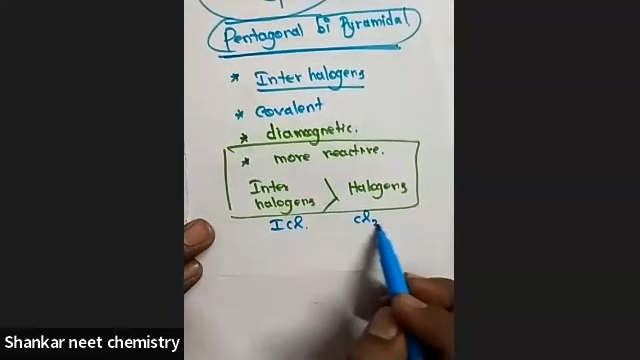 Pentagonal bi Pyramidal.
* Inter halogens
* covalent
* diamagnetic.
* more reactive.
Inter halogens > Halogens
ICl. Cl2
Shankar neet chemistry